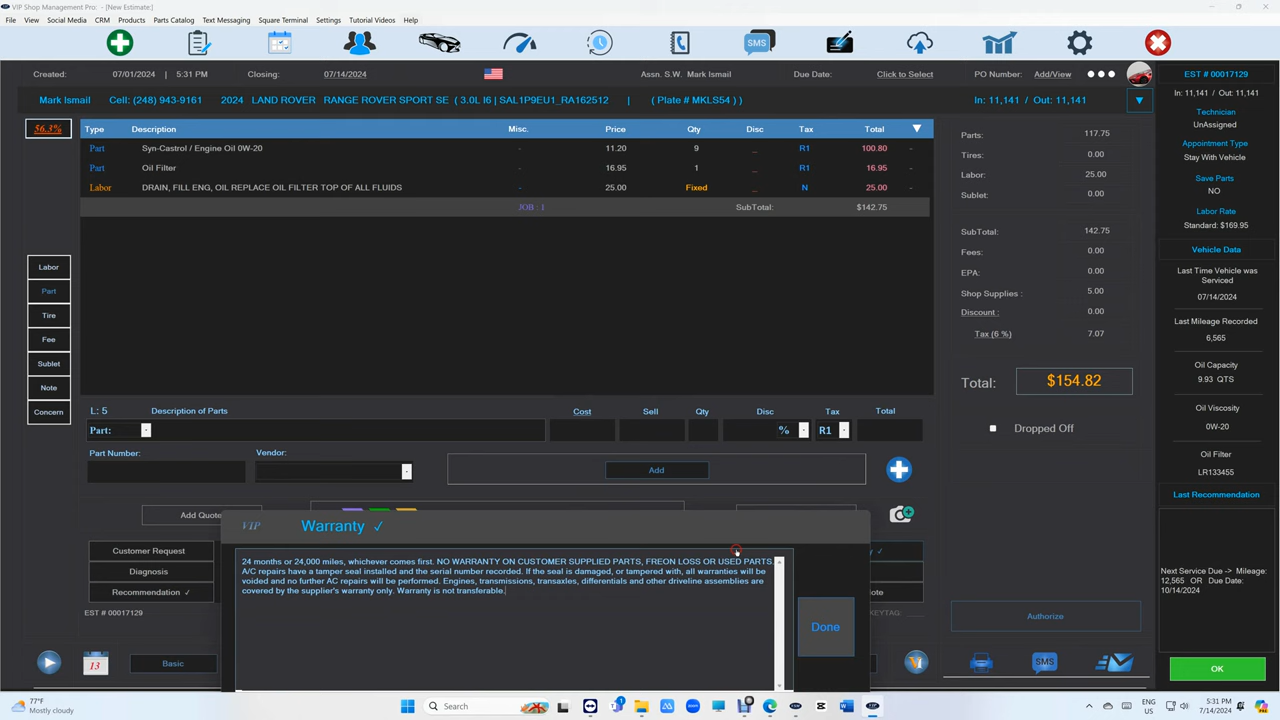 VIP Shop Management Pro: - [New Estimate:]
File View Social Media CRM Products Parts Catalog Text Messaging Square Terminal Settings Tutorial Videos Help
SMS
Created: 07/01/2024 | 5:31 PM Closing: 07/14/2024 Assn. S.W. Mark Ismail Due Date: Click to Select PO Number: Add/View
Mark Ismail Cell: (248) 943-9161 2024 LAND ROVER RANGE ROVER SPORT SE ( 3.0L I6 | SAL1P9EU1_RA162512 | ( Plate # MKLS54 ) ) In: 11,141 / Out: 11,141
56.3%
Type Description Misc. Price Qty Disc Tax Total
Part Syn-Castrol / Engine Oil 0W-20 - 11.20 9 _ R1 100.80 -
Part Oil Filter - 16.95 1 _ R1 16.95 -
Labor DRAIN, FILL ENG, OIL REPLACE OIL FILTER TOP OF ALL FLUIDS - 25.00 Fixed _ N 25.00 -
JOB : 1 SubTotal: $142.75
Labor
Part
Tire
Fee
Sublet
Note
Concern
L: 5 Description of Parts Cost Sell Qty Disc Tax Total
Part: % R1
Part Number: Vendor:
Add
Add Quote
Customer Request
Diagnosis
Recommendation ✓
EST # 00017129
13
Basic
VIP Warranty ✓
24 months or 24,000 miles, whichever comes first. NO WARRANTY ON CUSTOMER SUPPLIED PARTS, FREON LOSS OR USED PARTS.
A/C repairs have a tamper seal installed and the serial number recorded. If the seal is damaged, or tampered with, all warranties will be
voided and no further AC repairs will be performed. Engines, transmissions, transaxles, differentials and other driveline assemblies are
covered by the supplier's warranty only. Warranty is not transferable.
Done
✓
KEYTAG:
Parts: 117.75
Tires: 0.00
Labor: 25.00
Sublet: 0.00
SubTotal: 142.75
Fees: 0.00
EPA: 0.00
Shop Supplies : 5.00
Discount : 0.00
Tax (6 %) 7.07
Total: $154.82
Dropped Off
Authorize
SMS
EST # 00017129
In: 11,141 / Out: 11,141
Technician
UnAssigned
Appointment Type
Stay With Vehicle
Save Parts
NO
Labor Rate
Standard: $169.95
Vehicle Data
Last Time Vehicle was
Serviced
07/14/2024
Last Mileage Recorded
6,565
Oil Capacity
9.93 QTS
Oil Viscosity
0W-20
Oil Filter
LR133455
Last Recommendation
Next Service Due -> Mileage:
12,565 OR Due Date:
10/14/2024
OK
77°F
Mostly cloudy
Search
ENG
US
5:31 PM
7/14/2024